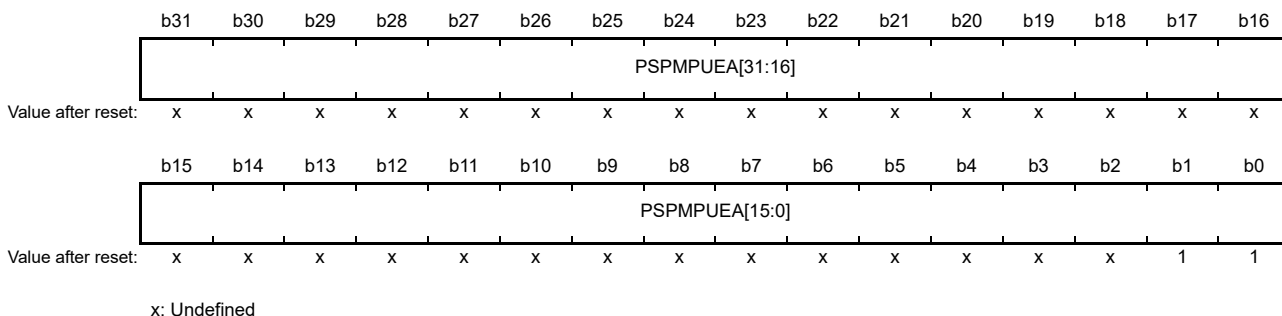 b31 b30 b29 b28 b27 b26 b25 b24 b23 b22 b21 b20 b19 b18 b17 b16
PSPMPUEA[31:16]
Value after reset: x x x x x x x x x x x x x x x x
b15 b14 b13 b12 b11 b10 b9 b8 b7 b6 b5 b4 b3 b2 b1 b0
PSPMPUEA[15:0]
Value after reset: x x x x x x x x x x x x x x 1 1
x: Undefined